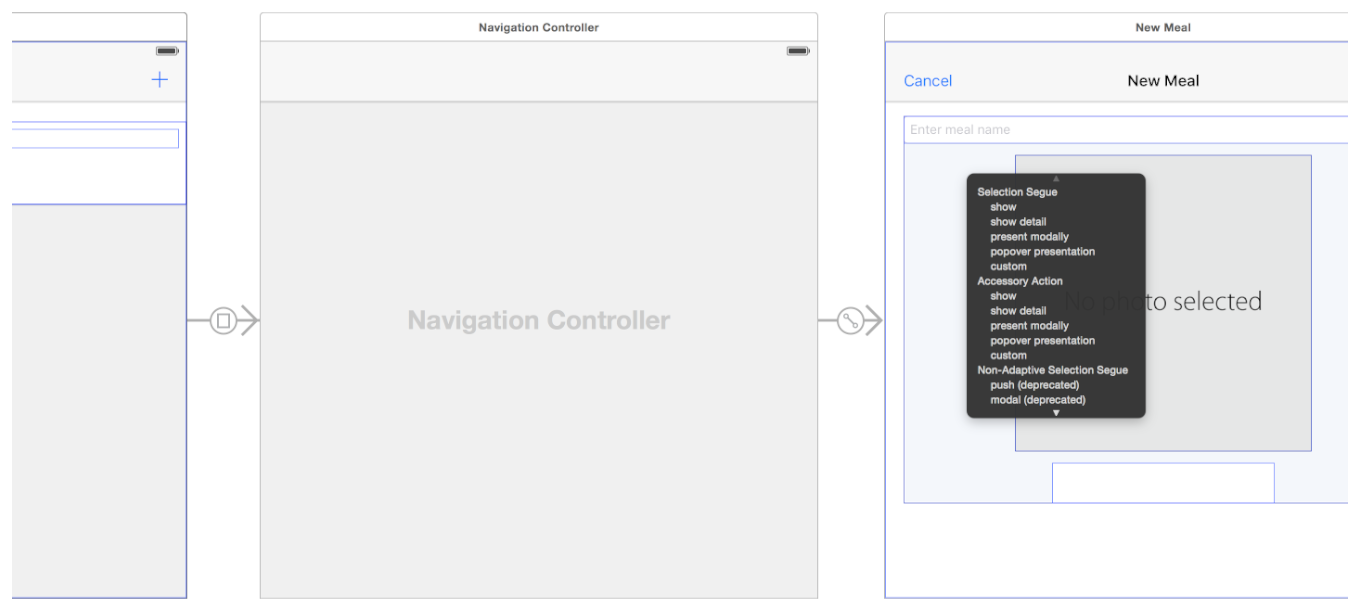 Navigation Controller
Navigation Controller
New Meal
Cancel
New Meal
Enter meal name
Selection Segue
show
show detail
present modally
popover presentation
custom
Accessory Action
show
show detail
present modally
popover presentation
custom
Non-Adaptive Selection Segue
push (deprecated)
modal (deprecated)
No photo selected